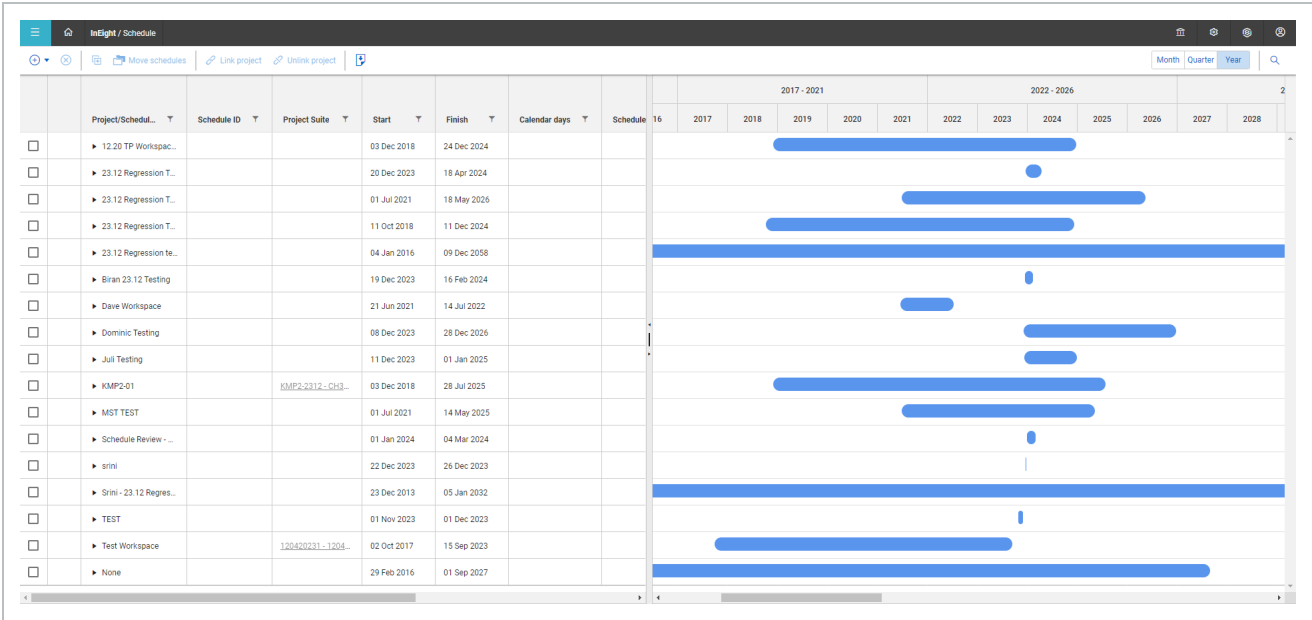 InEight / Schedule
Move schedules Link project Unlink project Month Quarter Year
2017 - 2021 2022 - 2026 2
Project/Schedul... Schedule ID Project Suite Start Finish Calendar days Schedule 16 2017 2018 2019 2020 2021 2022 2023 2024 2025 2026 2027 2028
12.20 TP Workspac... 03 Dec 2018 24 Dec 2024
23.12 Regression T... 20 Dec 2023 18 Apr 2024
23.12 Regression T... 01 Jul 2021 18 May 2026
23.12 Regression T... 11 Oct 2018 11 Dec 2024
23.12 Regression te... 04 Jan 2016 09 Dec 2058
Biran 23.12 Testing 19 Dec 2023 16 Feb 2024
Dave Workspace 21 Jun 2021 14 Jul 2022
Dominic Testing 08 Dec 2023 28 Dec 2026
Juli Testing 11 Dec 2023 01 Jan 2025
KMP2-01 KMP2-2312 - CH3... 03 Dec 2018 28 Jul 2025
MST TEST 01 Jul 2021 14 May 2025
Schedule Review - ... 01 Jan 2024 04 Mar 2024
srini 22 Dec 2023 26 Dec 2023
Srini - 23.12 Regres... 23 Dec 2013 05 Jan 2032
TEST 01 Nov 2023 01 Dec 2023
Test Workspace 120420231 - 1204... 02 Oct 2017 15 Sep 2023
None 29 Feb 2016 01 Sep 2027